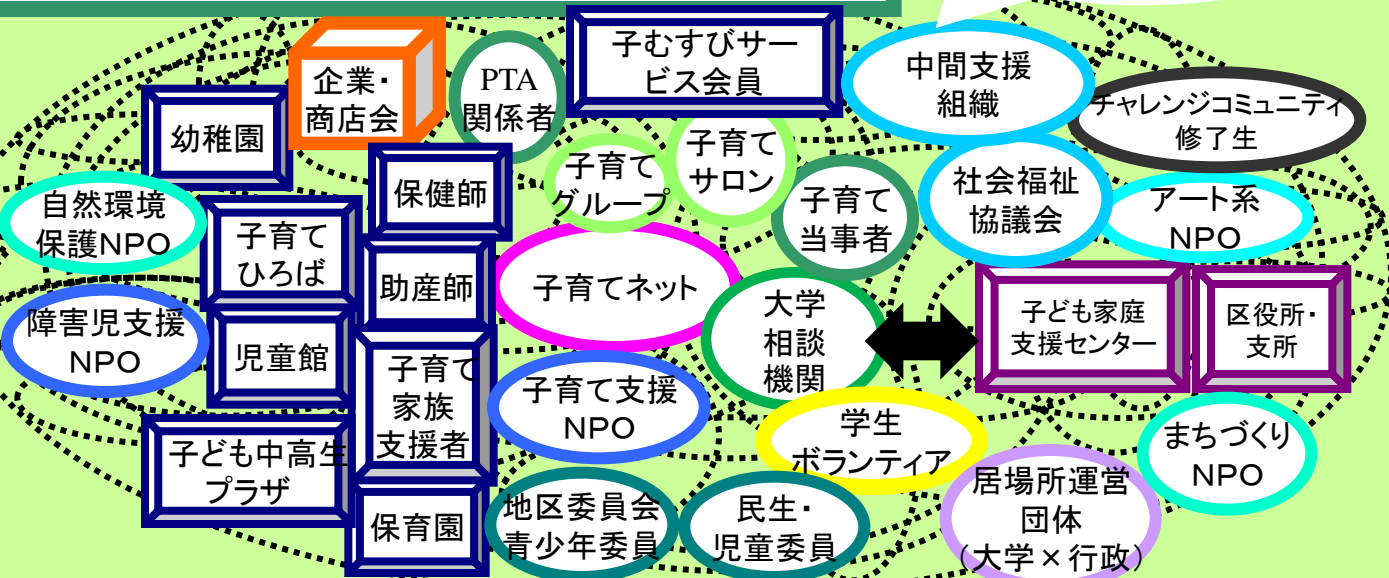 子むすびサー
ビス会員
企業・
商店会
PTA
関係者
中間支援
組織
チャレンジコミュニティ
修了生
幼稚園
保健師
子育て
グループ
子育て
サロン
子育て
当事者
社会福祉
協議会
アート系
NPO
自然環境
保護NPO
子育て
ひろば
助産師
子育てネット
大学
相談
機関
子ども家庭
支援センター
区役所・
支所
障害児支援
NPO
児童館
子育て
家族
支援者
子育て支援
NPO
学生
ボランティア
まちづくり
NPO
子ども中高生
プラザ
保育園
地区委員会
青少年委員
民生・
児童委員
居場所運営
団体
(大学×行政)